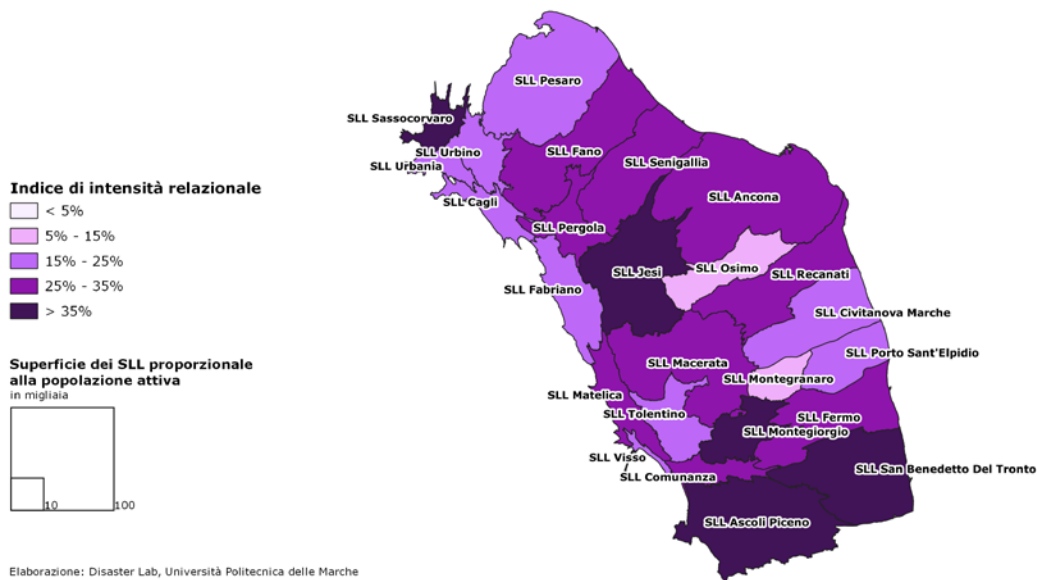 SLL Pesaro
SLL Sassocorvaro
SLL Urbino
SLL Fano
SLL Urbania
SLL Senigallia
Indice di intensità relazionale
< 5%
5% - 15%
15% - 25%
25% - 35%
> 35%
SLL Cagli
SLL Ancona
SLL Pergola
SLL Jesi
SLL Osimo
SLL Recanati
SLL Fabriano
SLL Civitanova Marche
SLL Porto Sant'Elpidio
SLL Macerata
SLL Montegranaro
Superficie dei SLL proporzionale
alla popolazione attiva
in migliaia
10
100
SLL Matelica
SLL Tolentino
SLL Fermo
SLL Montegiorgio
SLL Visso
SLL San Benedetto Del Tronto
SLL Comunanza
SLL Ascoli Piceno
Elaborazione: Disaster Lab, Università Politecnica delle Marche